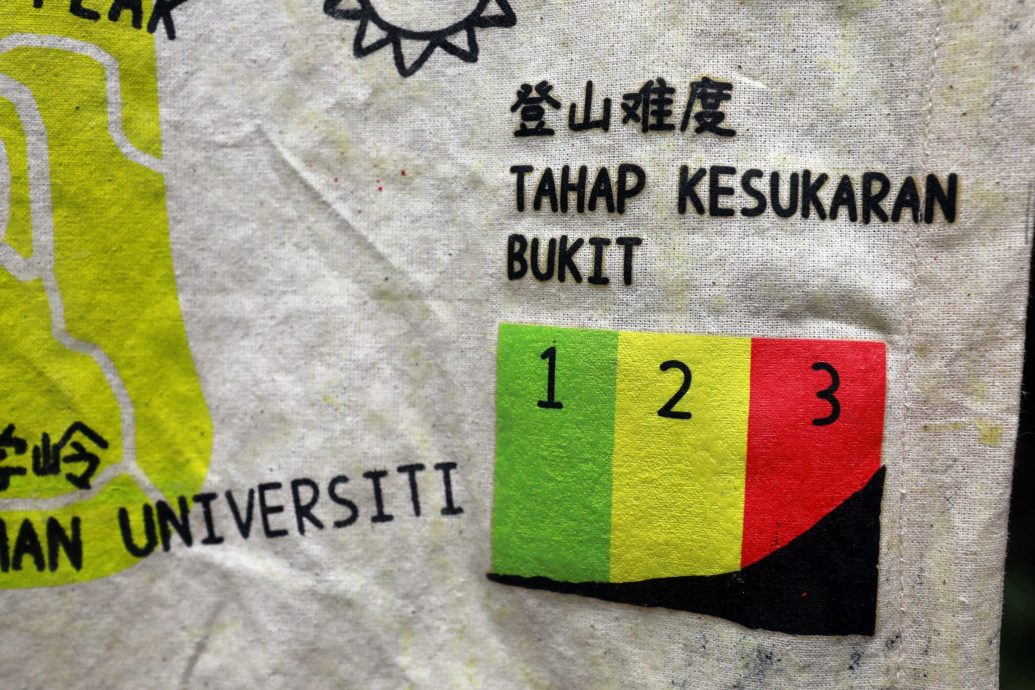 登山难度
TAHAP KESUKARAN
BUKIT
1 2 3
UNIVERSITI